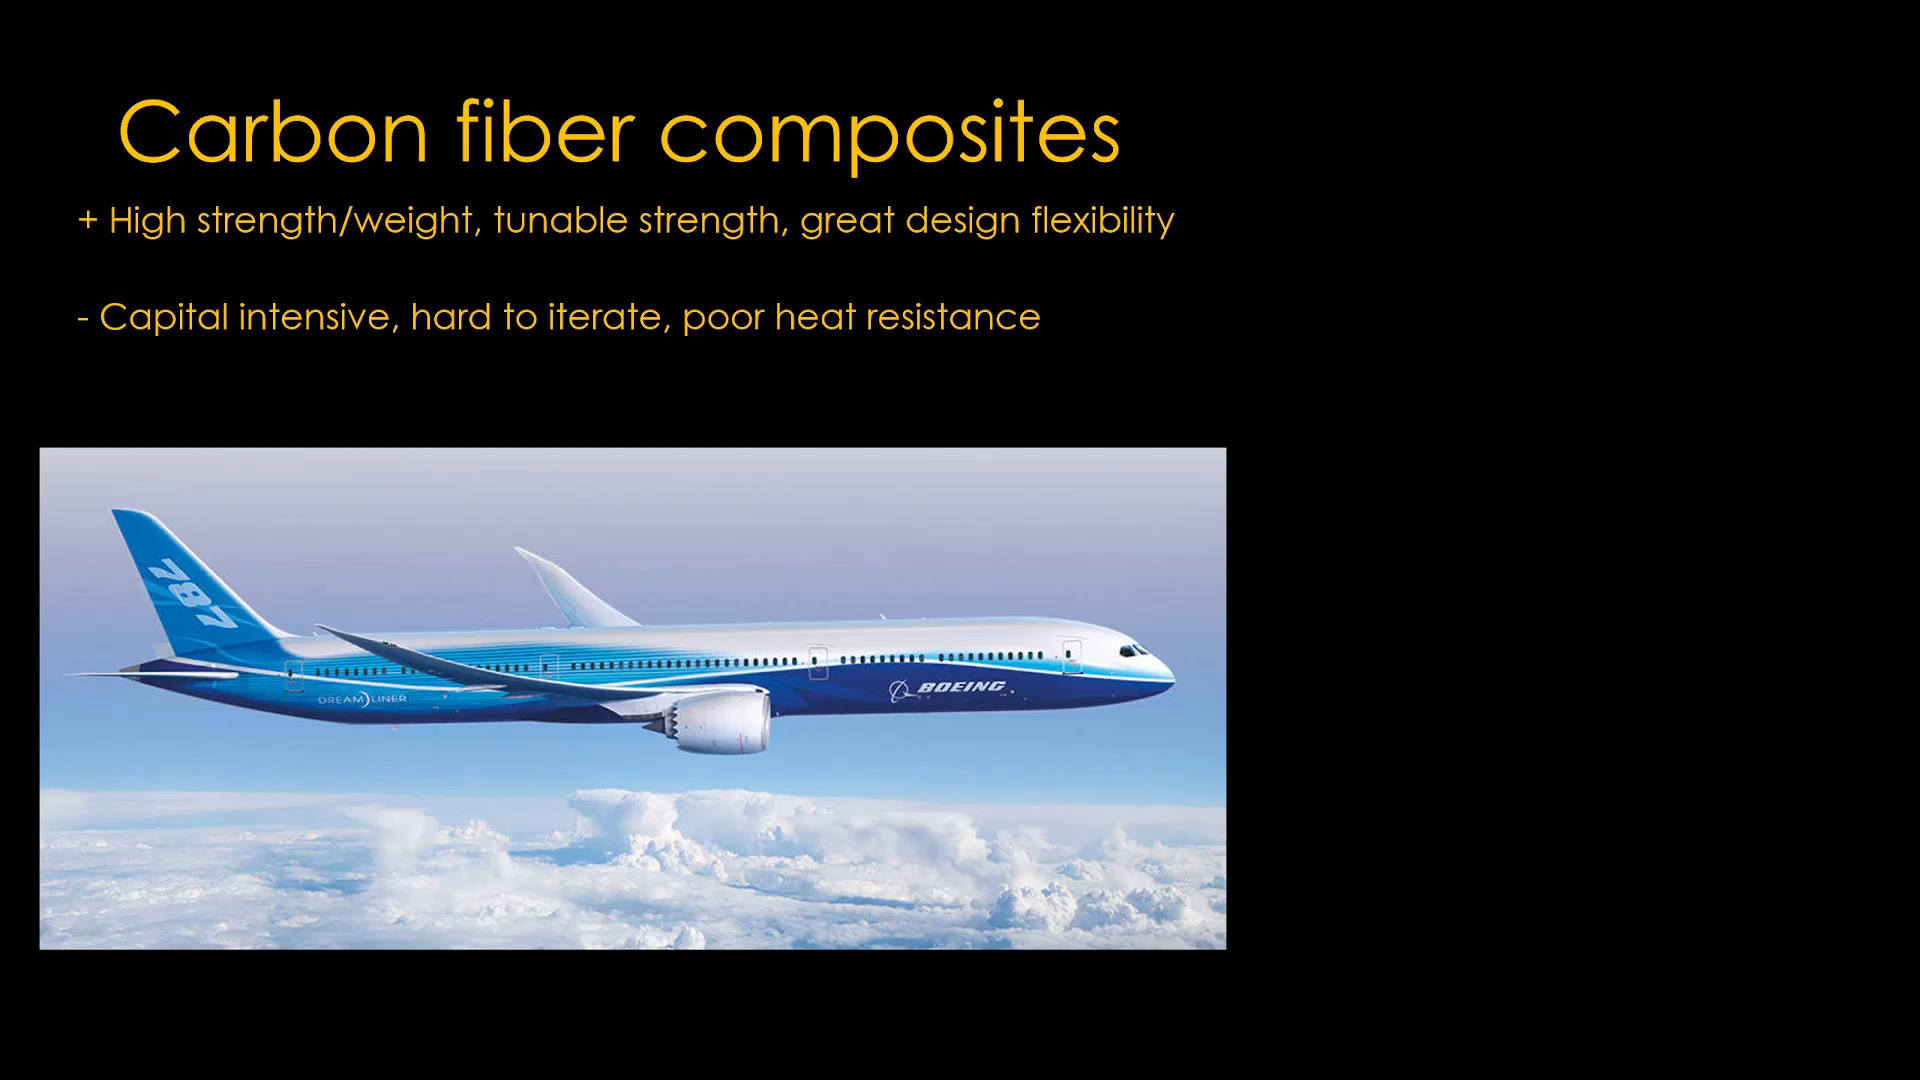 Carbon fiber composites
+ High strength/weight, tunable strength, great design flexibility
- Capital intensive, hard to iterate, poor heat resistance
787
DREAMLINER
BOEING